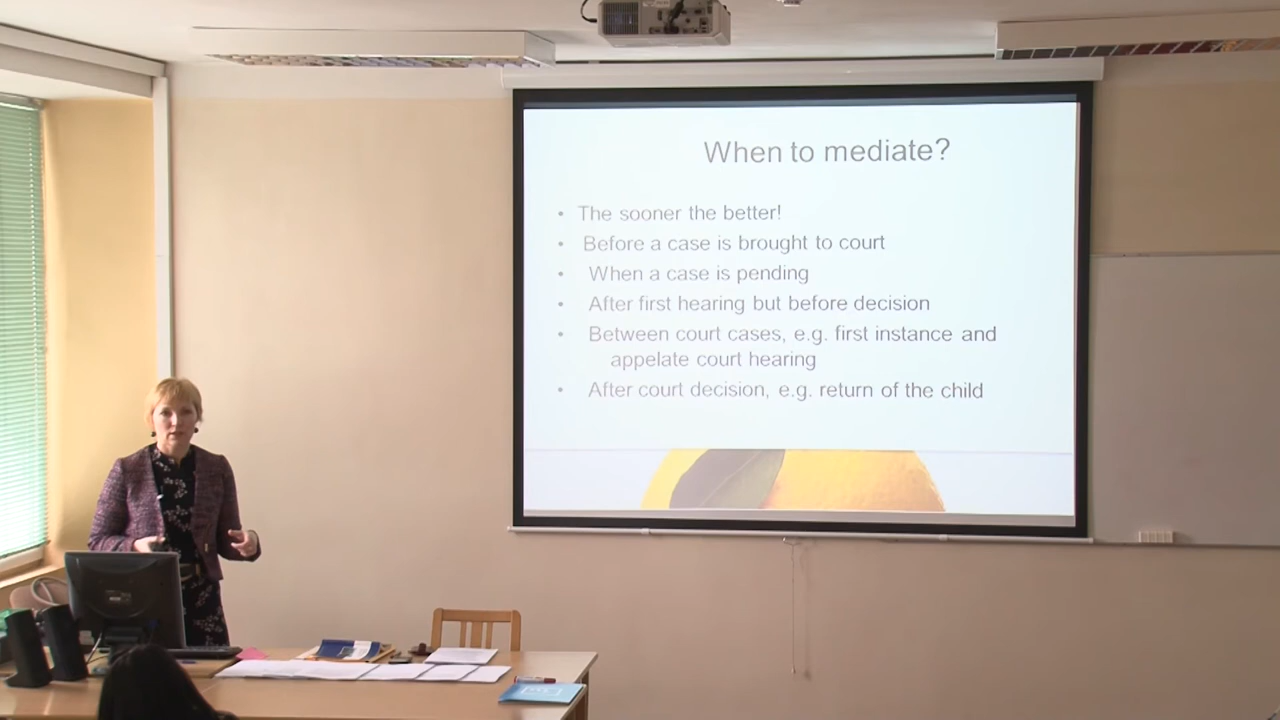 When to mediate?
• The sooner the better!
• Before a case is brought to court
• When a case is pending
• After first hearing but before decision
• Between court cases, e.g. first instance and
appelate court hearing
• After court decision, e.g. return of the child